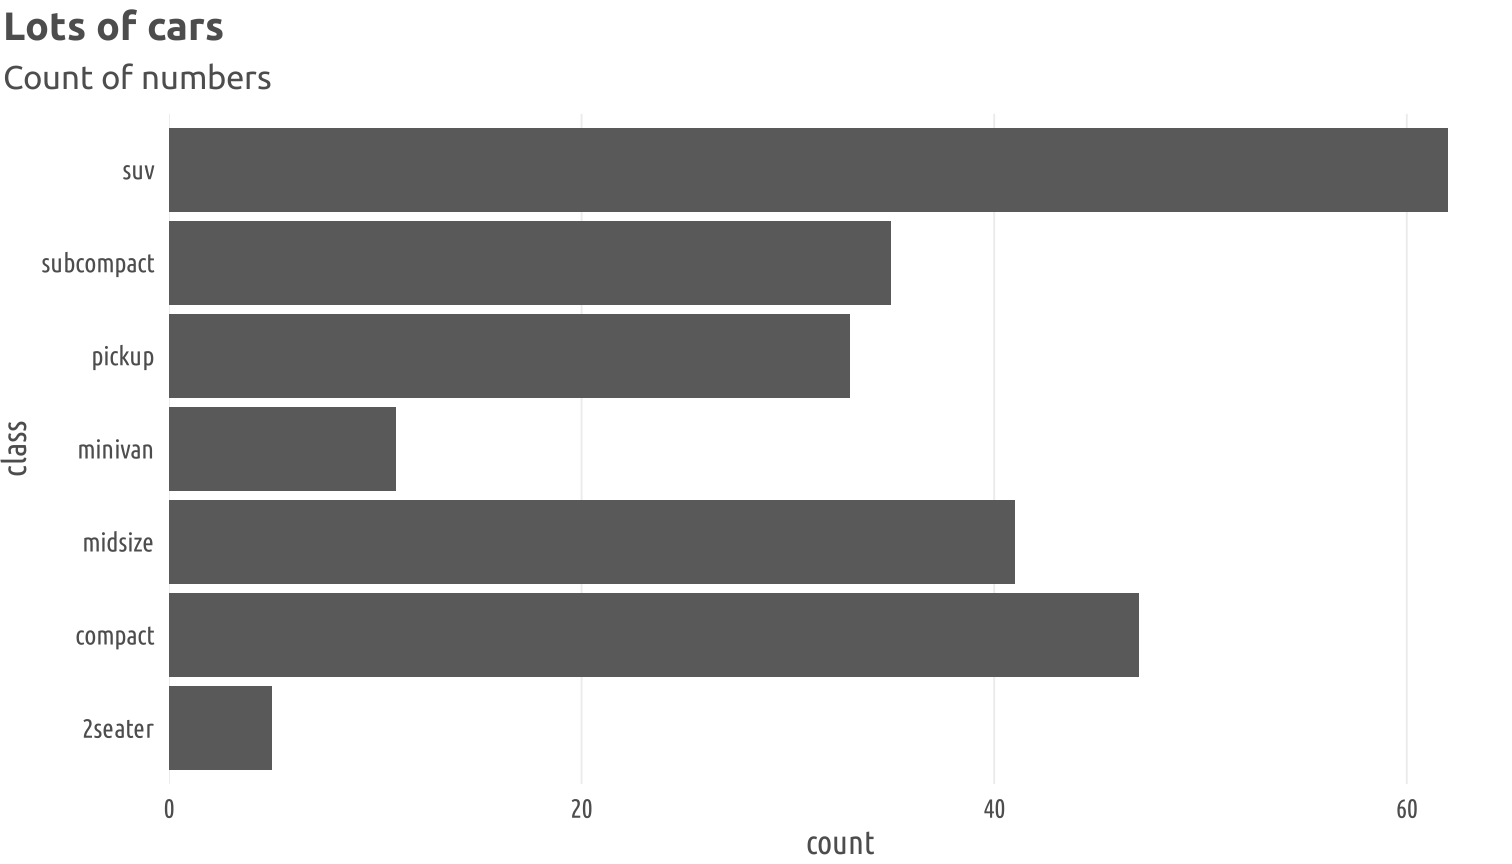 Lots of cars
Count of numbers
suv
subcompact
pickup
minivan
midsize
compact
2seater
class
0 20 40 60
count